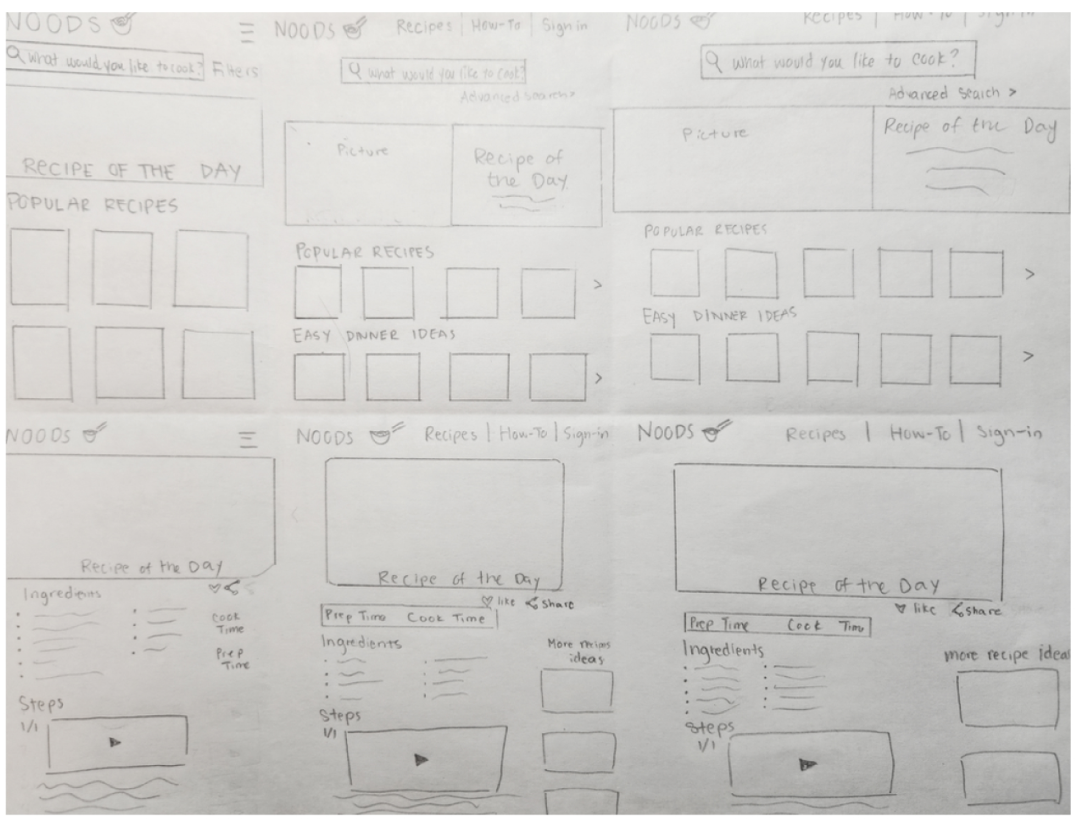 NOODS
What would you like to cook? Filters
RECIPE OF THE DAY
POPULAR RECIPES
NOODS Recipes | How-To | Sign in
What would you like to cook?
Advanced search >
Picture
Recipe of
the Day
POPULAR RECIPES
>
EASY DINNER IDEAS
>
NOODS Recipes | How-To | Sign-in
What would you like to cook?
Advanced Search >
Picture
Recipe of the Day
POPULAR RECIPES
>
EASY DINNER IDEAS
>
NOODS
Recipe of the Day
Ingredients
Cook
Time
Prep
Time
Steps
1/1
NOODS Recipes | How-To | Sign-in
Recipe of the Day
like share
Prep Time Cook Time
Ingredients
More
ideas
Steps
1/1
NOODS Recipes | How-To | Sign-in
Recipe of the Day
like share
Prep Time Cook Time
Ingredients
more recipe ideas
Steps
1/1